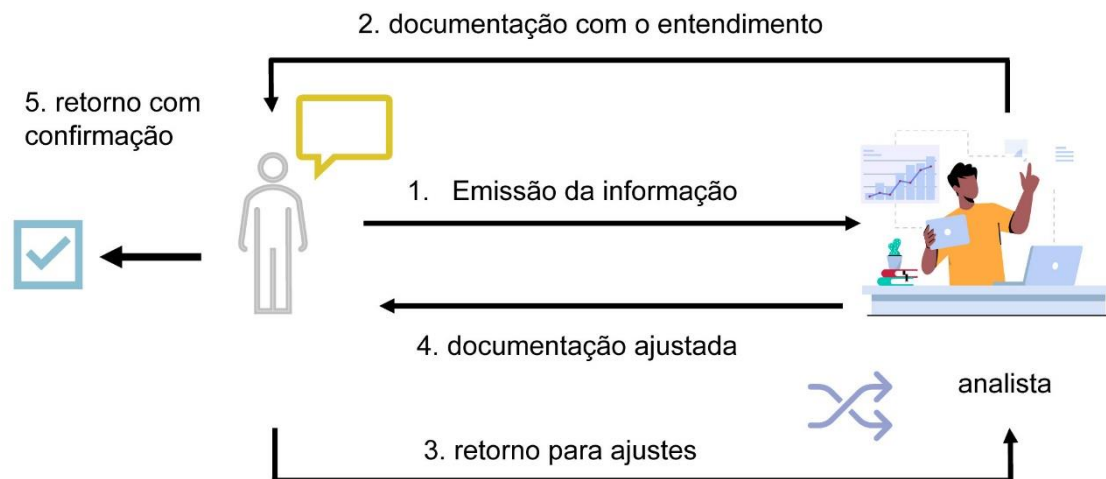 2. documentação com o entendimento
5. retorno com
confirmação
1. Emissão da informação
4. documentação ajustada
analista
3. retorno para ajustes